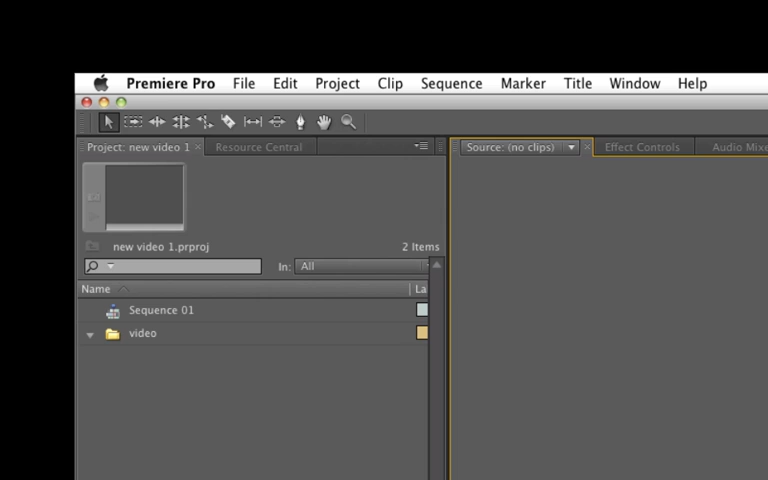 Premiere Pro File Edit Project Clip Sequence Marker Title Window Help
Project: new video 1 Resource Central Source: (no clips) Effect Controls Audio Mixe
new video 1.prproj 2 Items
In: All
Name La
Sequence 01
video